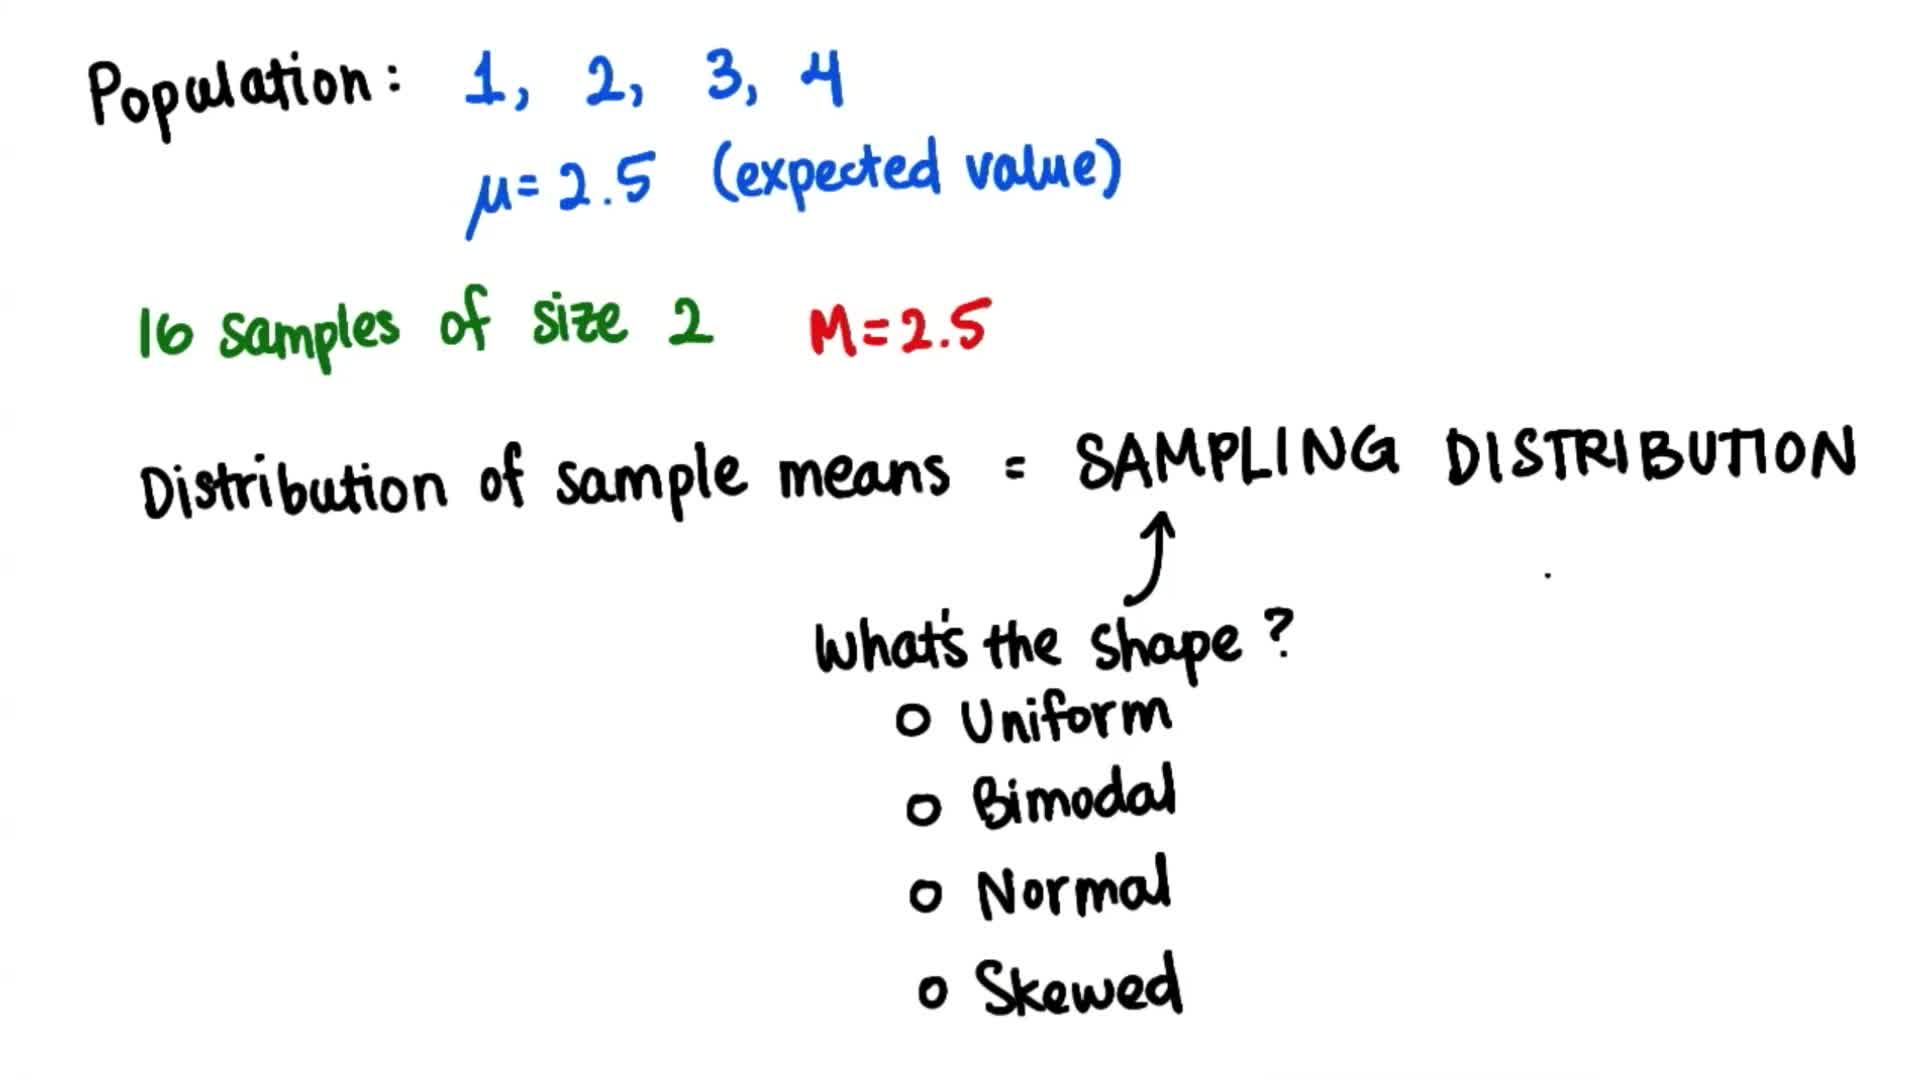 Population: 1, 2, 3, 4
μ = 2.5 (expected value)
16 samples of size 2 M = 2.5
Distribution of sample means = SAMPLING DISTRIBUTION
What's the shape?
Uniform
Bimodal
Normal
Skewed